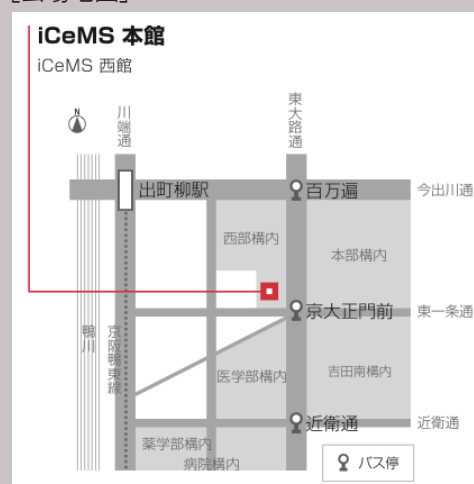 iCeMS 本館
iCeMS 西館
N
川端通
東大路通
出町柳駅
百万遍
今出川通
西部構内
本部構内
京大正門前
東一条通
鴨川
京阪鴨東線
医学部構内
吉田南構内
近衛通
近衛通
薬学部構内
病院構内
バス停